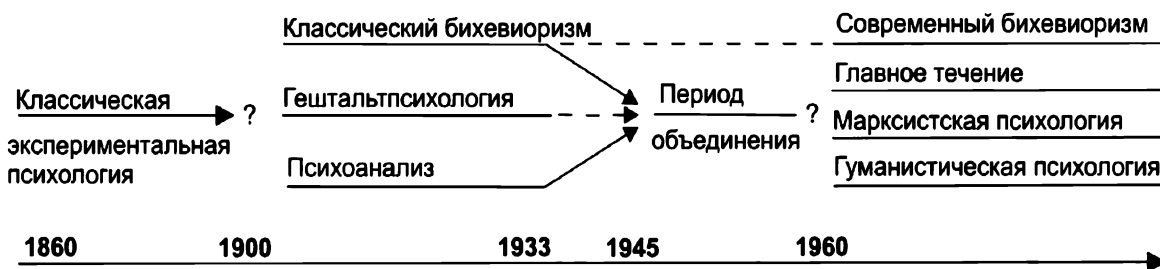 Классический бихевиоризм
Современный бихевиоризм
Главное течение
Классическая
?
Гештальтпсихология
Период
?
экспериментальная
психология
объединения
Марксистская психология
Психоанализ
Гуманистическая психология
1860
1900
1933
1945
1960